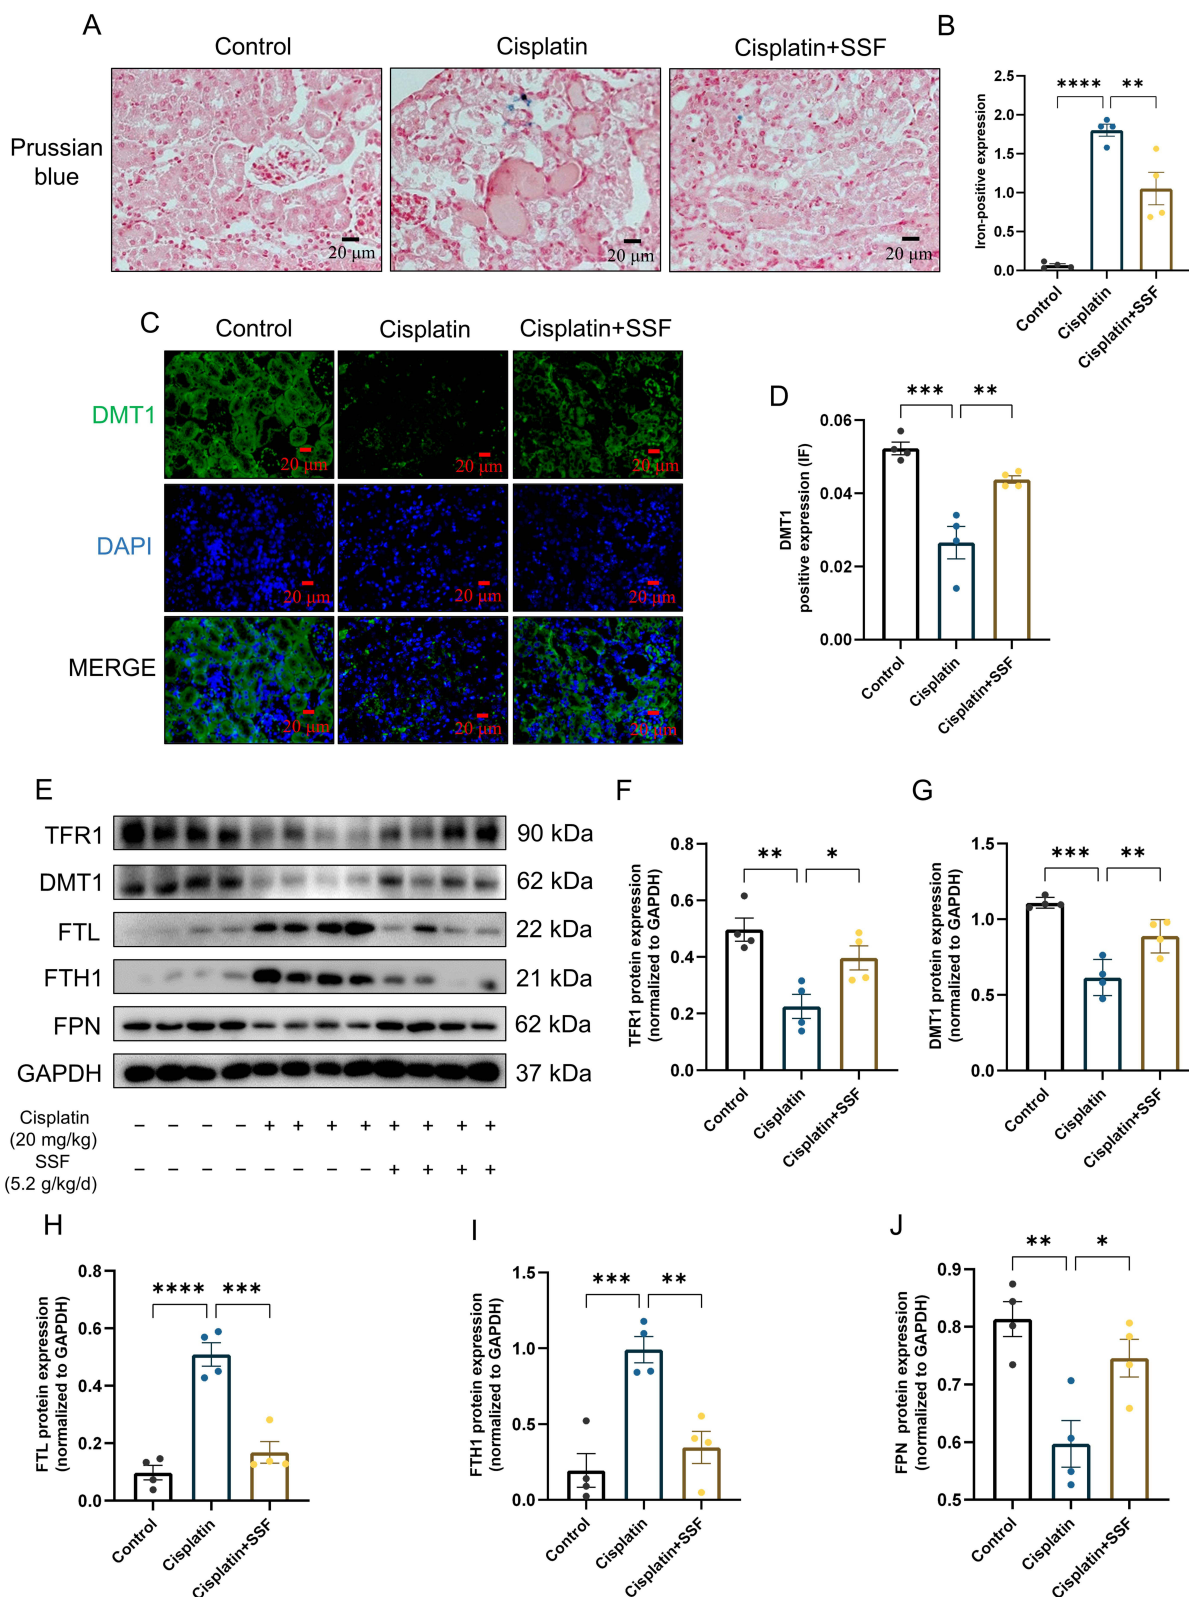 A
Control
Cisplatin
Cisplatin+SSF
Prussian
blue
20 μm
20 μm
20 μm
B
**** **
Iron-positive expression
2.5
2.0
1.5
1.0
0.5
0.0
Control
Cisplatin
Cisplatin+SSF
C
Control
Cisplatin
Cisplatin+SSF
DMT1
20 μm
20 μm
20 μm
DAPI
20 μm
20 μm
20 μm
MERGE
20 μm
20 μm
20 μm
D
*** **
DMT1
positive expression (IF)
0.06
0.04
0.02
0.00
Control
Cisplatin
Cisplatin+SSF
E
TFR1 90 kDa
DMT1 62 kDa
FTL 22 kDa
FTH1 21 kDa
FPN 62 kDa
GAPDH 37 kDa
Cisplatin
(20 mg/kg)
− − − − + + + + + + + +
SSF
(5.2 g/kg/d)
− − − − − − − − + + + +
F
** *
TFR1 protein expression
(normalized to GAPDH)
0.8
0.6
0.4
0.2
0.0
Control
Cisplatin
Cisplatin+SSF
G
*** **
DMT1 protein expression
(normalized to GAPDH)
1.5
1.0
0.5
0.0
Control
Cisplatin
Cisplatin+SSF
H
**** ***
FTL protein expression
(normalized to GAPDH)
0.8
0.6
0.4
0.2
0.0
Control
Cisplatin
Cisplatin+SSF
I
*** **
FTH1 protein expression
(normalized to GAPDH)
1.5
1.0
0.5
0.0
Control
Cisplatin
Cisplatin+SSF
J
** *
FPN protein expression
(normalized to GAPDH)
0.9
0.8
0.7
0.6
0.5
Control
Cisplatin
Cisplatin+SSF